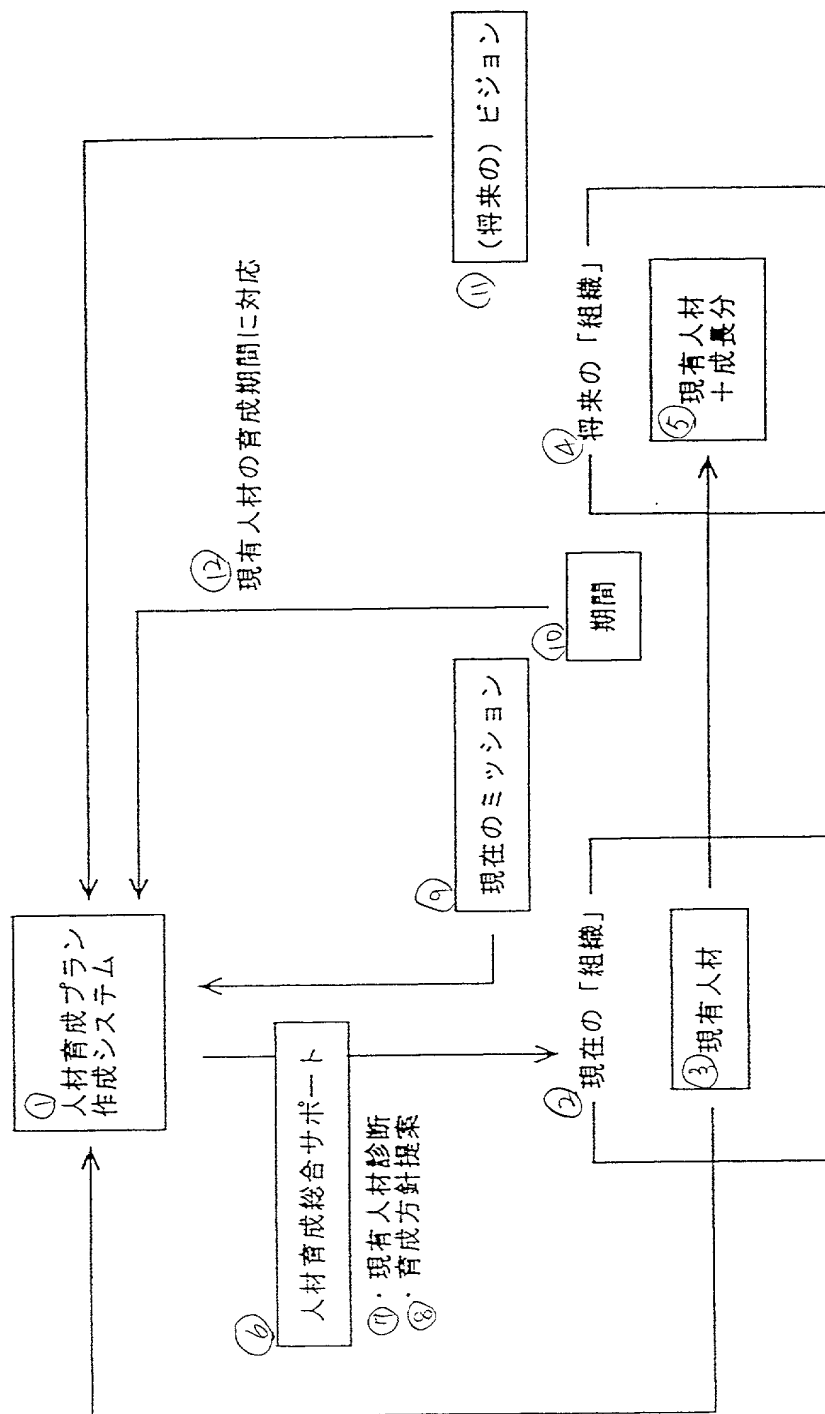 ① 人材育成プラン
作成システム
⑫ 現有人材の育成期間に対応
⑥ 人材育成総合サポート
⑦ ・現有人材診断
⑧ ・育成方針提案
⑨ 現在のミッション
⑩ 期間
⑪ (将来の) ビジョン
② 現在の「組織」
③ 現有人材
④ 将来の「組織」
⑤ 現有人材
＋成長分